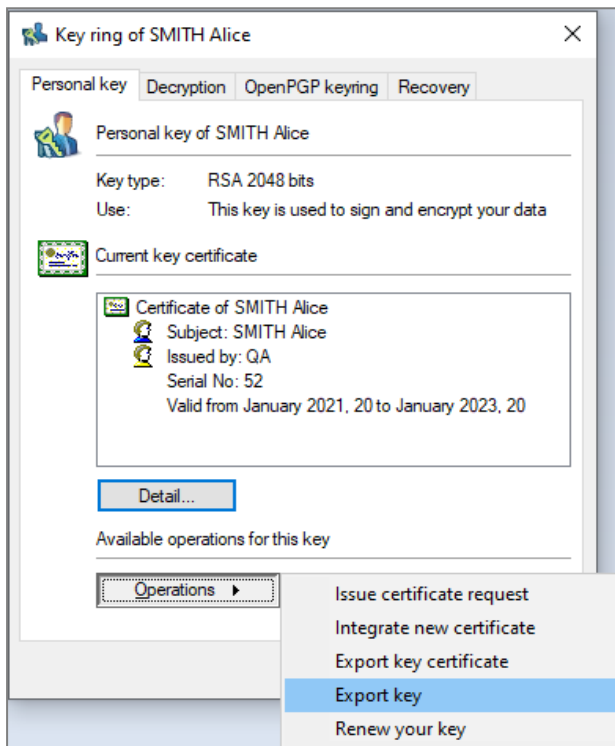 Key ring of SMITH Alice
Personal key Decryption OpenPGP keyring Recovery
Personal key of SMITH Alice
Key type: RSA 2048 bits
Use: This key is used to sign and encrypt your data
Current key certificate
Certificate of SMITH Alice
Subject: SMITH Alice
Issued by: QA
Serial No: 52
Valid from January 2021, 20 to January 2023, 20
Detail...
Available operations for this key
Operations
Issue certificate request
Integrate new certificate
Export key certificate
Export key
Renew your key